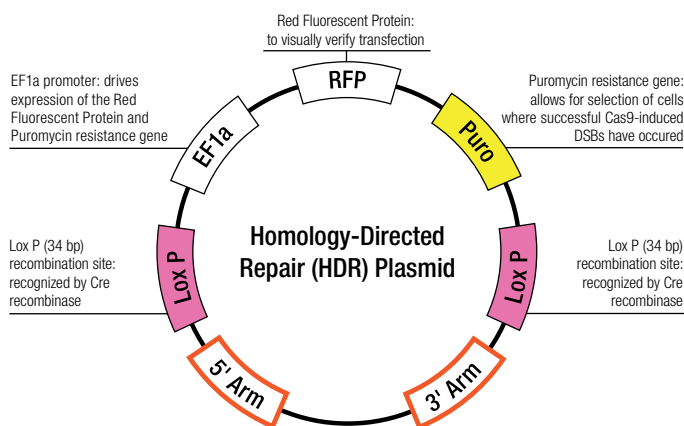 Red Fluorescent Protein:
to visually verify transfection
RFP
EF1a promoter: drives
expression of the Red
Fluorescent Protein and
Puromycin resistance gene
EF1a
Puro
Puromycin resistance gene:
allows for selection of cells
where successful Cas9-induced
DSBs have occured
Homology-Directed
Repair (HDR) Plasmid
Lox P (34 bp)
recombination site:
recognized by Cre
recombinase
Lox P
Lox P
Lox P (34 bp)
recombination site:
recognized by Cre
recombinase
5' Arm
3' Arm